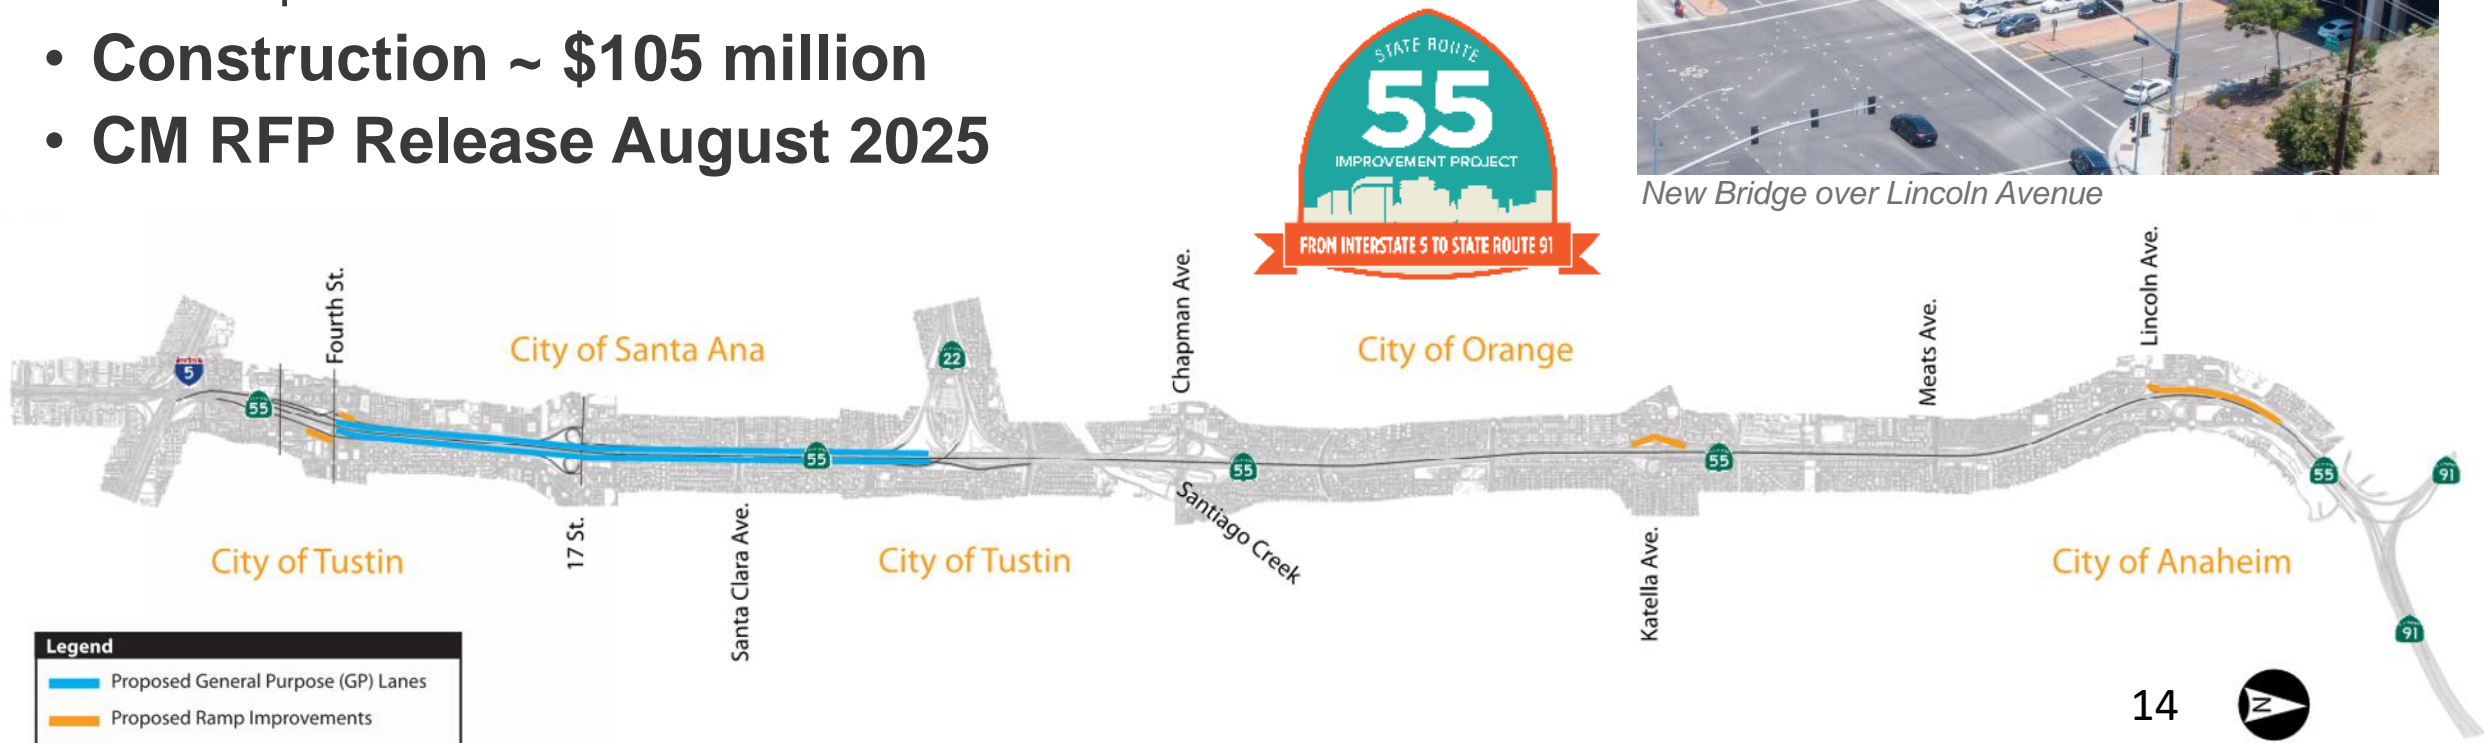 • Construction ~ $105 million
• CM RFP Release August 2025
STATE ROUTE
55
IMPROVEMENT PROJECT
FROM INTERSTATE 5 TO STATE ROUTE 91
New Bridge over Lincoln Avenue
Fourth St.
Chapman Ave.
Lincoln Ave.
Meats Ave.
City of Santa Ana
City of Orange
5
22
55
55
55
55
55
91
Santiago Creek
17 St.
Santa Clara Ave.
Katella Ave.
City of Tustin
City of Tustin
City of Anaheim
91
Legend
Proposed General Purpose (GP) Lanes
Proposed Ramp Improvements
14
N